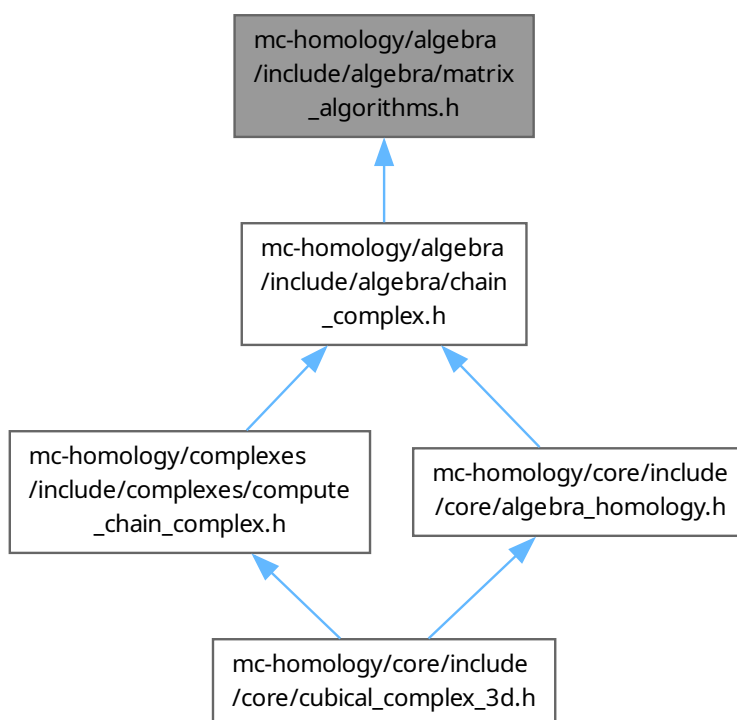 mc-homology/algebra
/include/algebra/matrix
_algorithms.h
mc-homology/algebra
/include/algebra/chain
_complex.h
mc-homology/complexes
/include/complexes/compute
_chain_complex.h
mc-homology/core/include
/core/algebra_homology.h
mc-homology/core/include
/core/cubical_complex_3d.h